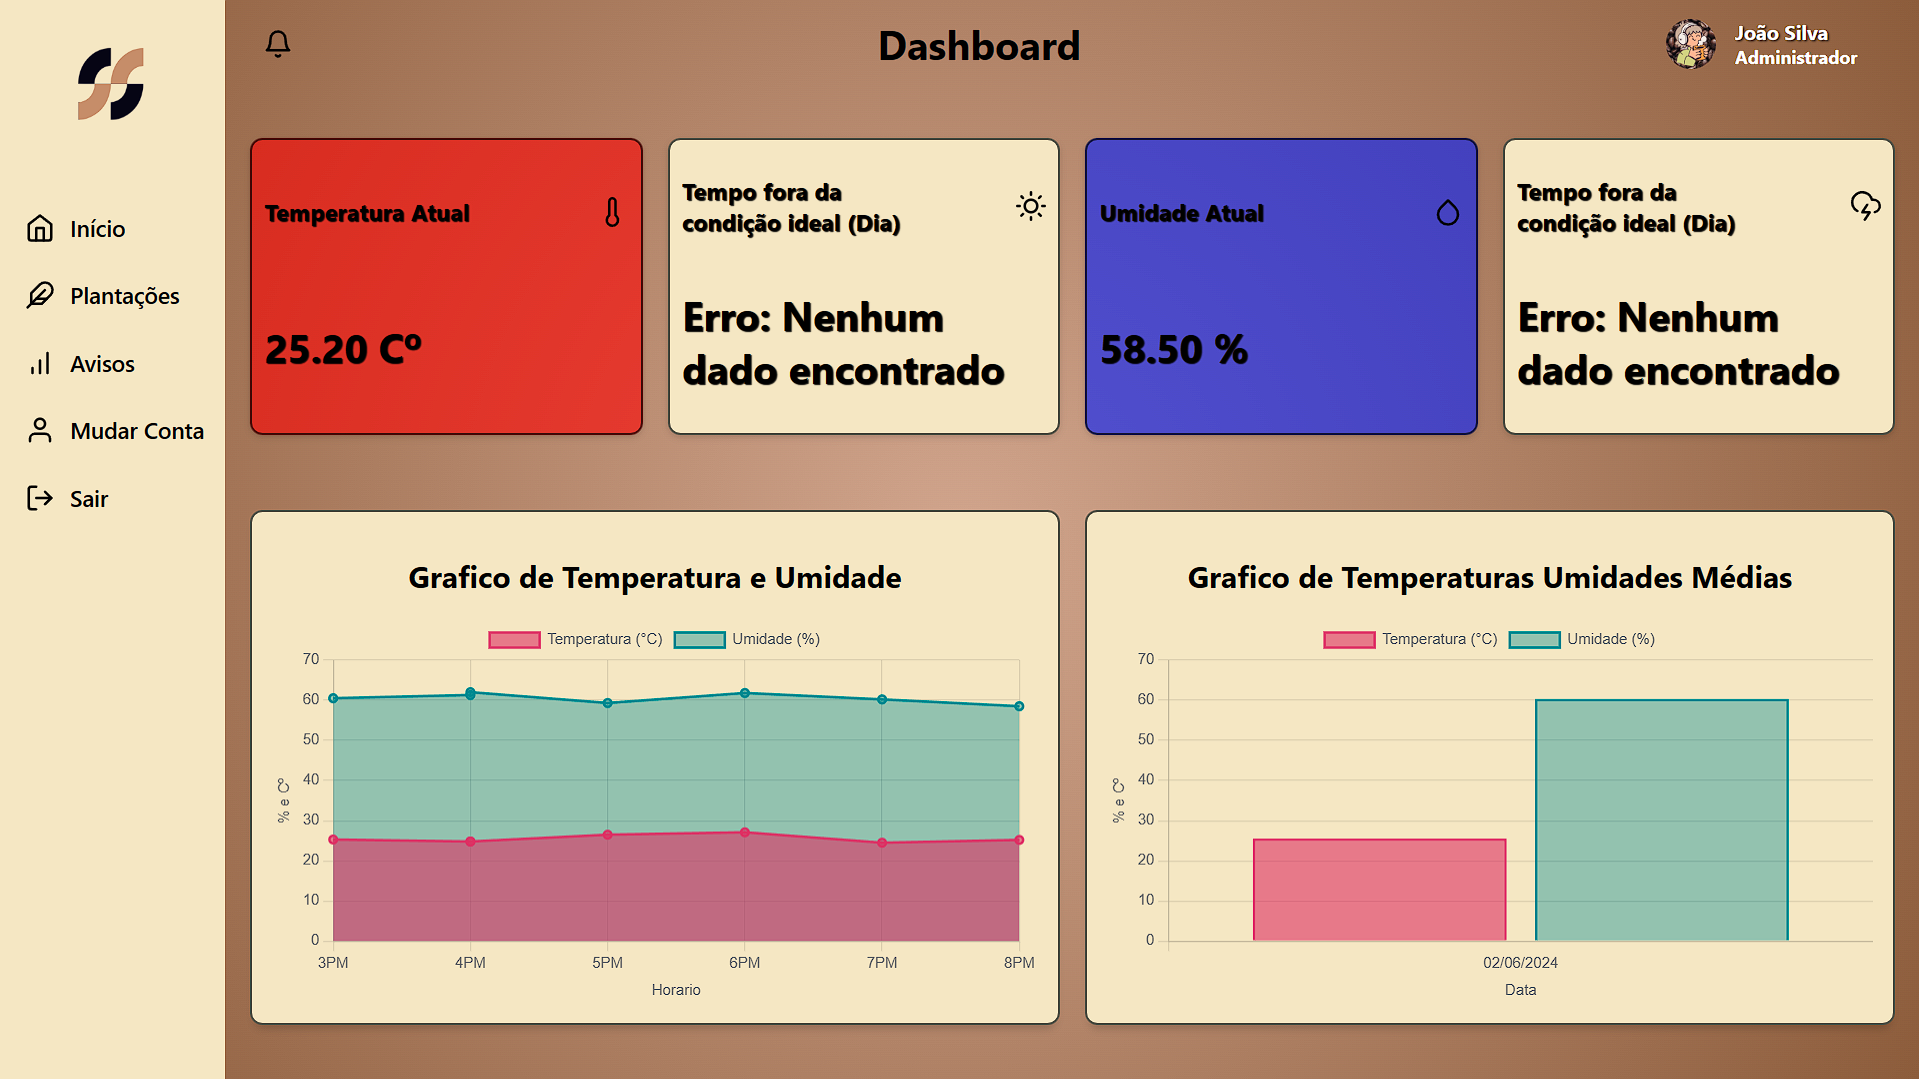 Dashboard
João Silva
Administrador
Início
Plantações
Avisos
Mudar Conta
Sair
Temperatura Atual
25.20 Cº
Tempo fora da
condição ideal (Dia)
Erro: Nenhum
dado encontrado
Umidade Atual
58.50 %
Tempo fora da
condição ideal (Dia)
Erro: Nenhum
dado encontrado
Grafico de Temperatura e Umidade
Temperatura (°C) Umidade (%)
70
60
50
40
30
20
10
0
% e Cº
3PM 4PM 5PM 6PM 7PM 8PM
Horario
Grafico de Temperaturas Umidades Médias
Temperatura (°C) Umidade (%)
70
60
50
40
30
20
10
0
% e Cº
02/06/2024
Data